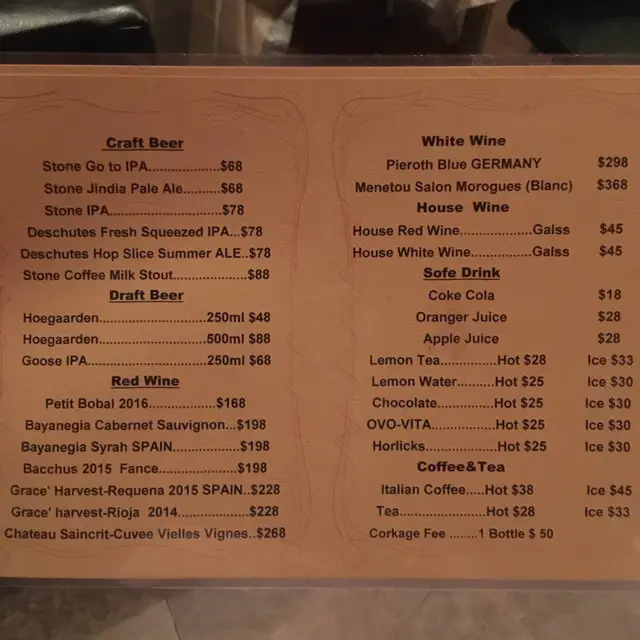 Craft Beer
Stone Go to IPA....................$68
Stone Jindia Pale Ale...........$68
Stone IPA............................$78
Deschutes Fresh Squeezed IPA...$78
Deschutes Hop Slice Summer ALE..$78
Stone Coffee Milk Stout.................$88
Draft Beer
Hoegaarden..........................250ml $48
Hoegaarden..........................500ml $88
Goose IPA.............................250ml $68
Red Wine
Petit Bobal 2016.................$168
Bayanegia Cabernet Sauvignon...$198
Bayanegia Syrah SPAIN.................$198
Bacchus 2015 Fance....................$198
Grace' Harvest-Requena 2015 SPAIN..$228
Grace' harvest-Rioja 2014..................$228
Chateau Saincrit-Cuvee Vielles Vignes..$268
White Wine
Pieroth Blue GERMANY $298
Menetou Salon Morogues (Blanc) $368
House Wine
House Red Wine..................Galss $45
House White Wine...............Galss $45
Sofe Drink
Coke Cola $18
Oranger Juice $28
Apple Juice $28
Lemon Tea..............Hot $28 Ice $33
Lemon Water.........Hot $25 Ice $30
Chocolate..............Hot $25 Ice $30
OVO-VITA..............Hot $25 Ice $30
Horlicks.................Hot $25 Ice $30
Coffee&Tea
Italian Coffee.....Hot $38 Ice $45
Tea.....................Hot $28 Ice $33
Corkage Fee ........1 Bottle $ 50